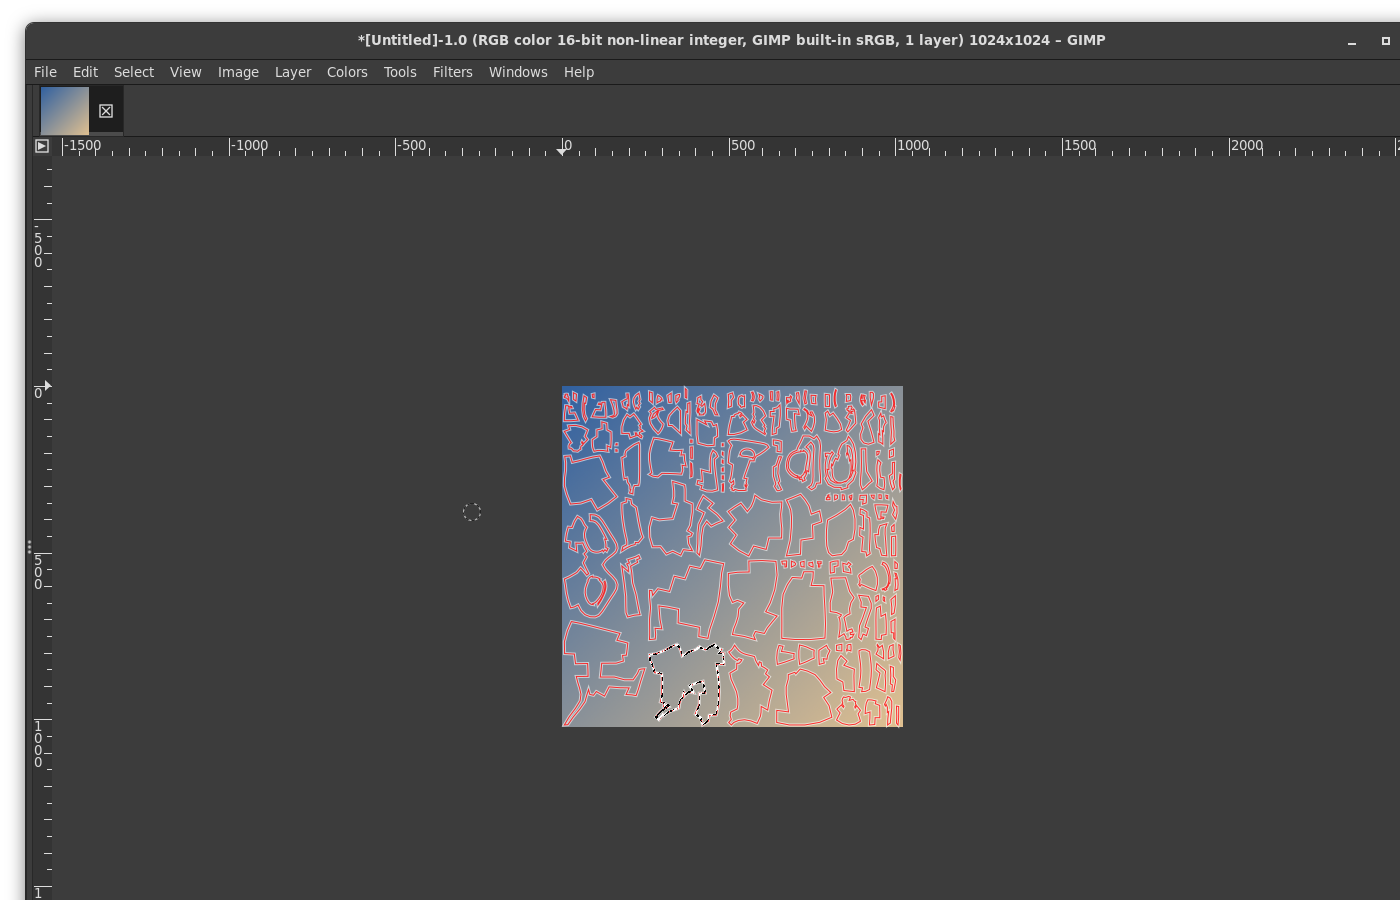 *[Untitled]-1.0 (RGB color 16-bit non-linear integer, GIMP built-in sRGB, 1 layer) 1024x1024 – GIMP
File Edit Select View Image Layer Colors Tools Filters Windows Help
-1500 -1000 -500 0 500 1000 1500 2000
-500
0
500
1000
1